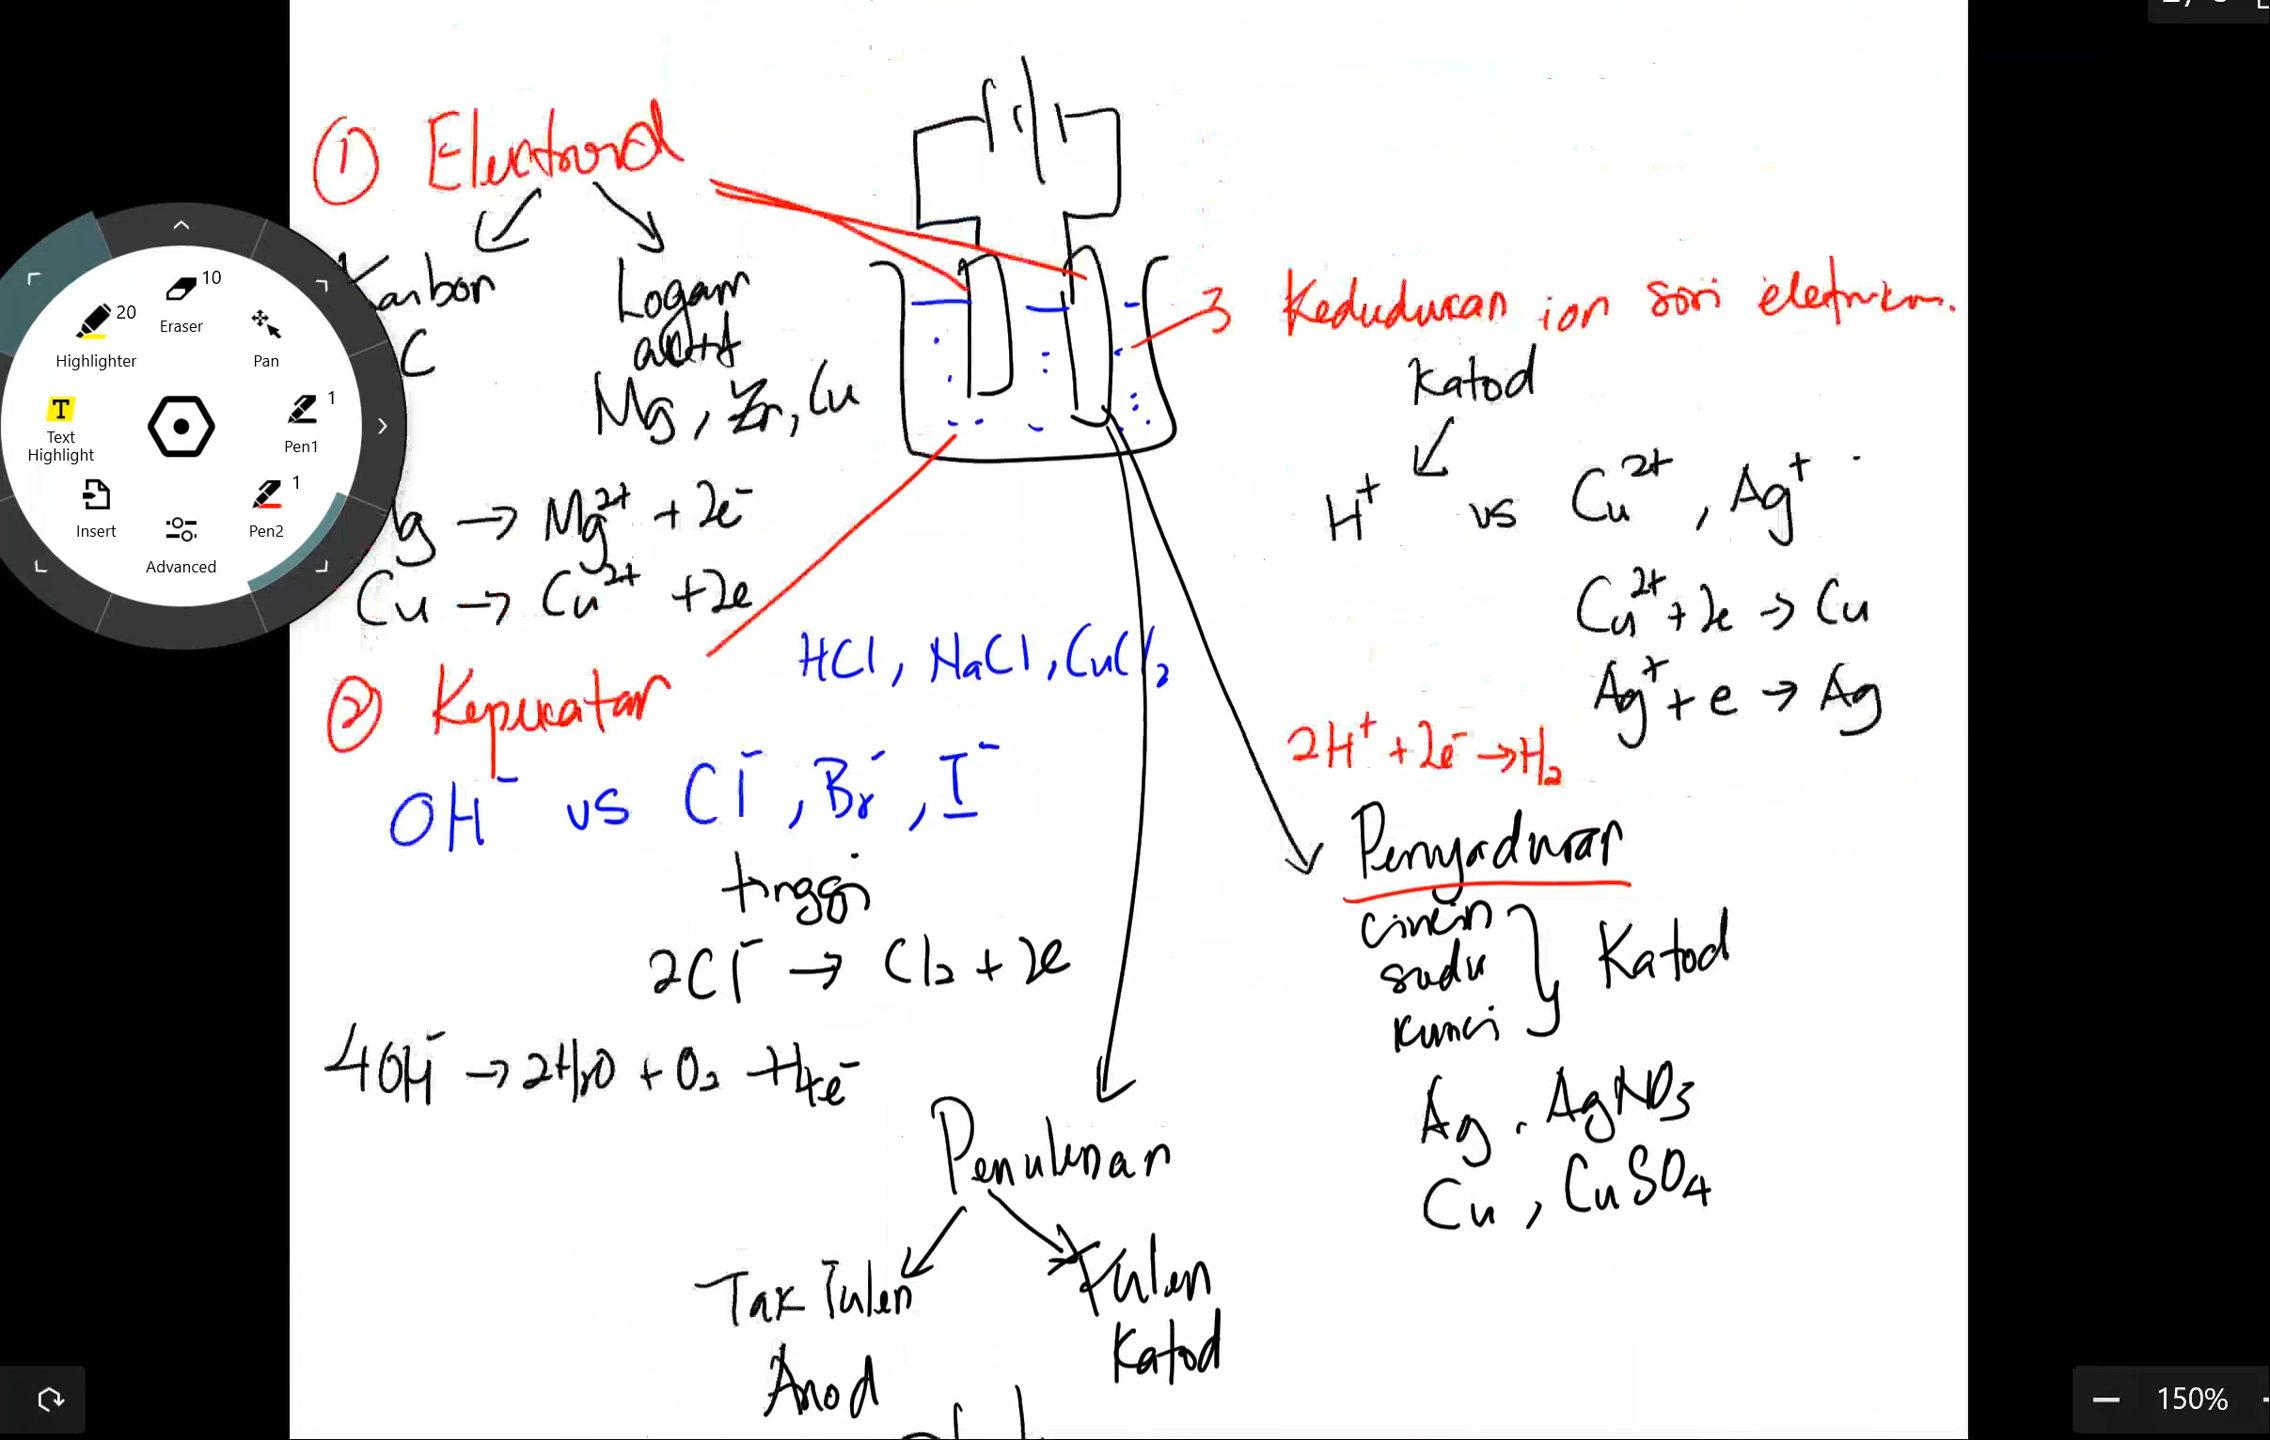 ① Elektrod
Karbon
C
Logam
aktif
Mg, Zn, Cu
g → Mg²⁺ + 2e⁻
Cu → Cu²⁺ + 2e
② Kepekatan
HCl, NaCl, CuCl₂
OH⁻ vs Cl⁻, Br⁻, I⁻
tinggi
2Cl⁻ → Cl₂ + 2e
4OH⁻ → 2H₂O + O₂ + 4e⁻
Penulenan
Tak Tulen
Anod
Tulen
Katod
3 Kedudukan ion siri elektrokim.
Katod
H⁺ vs Cu²⁺, Ag⁺
Cu²⁺ + 2e → Cu
Ag⁺ + e → Ag
2H⁺ + 2e⁻ → H₂
Penyaduran
cincin
sudu
kunci
Katod
Ag, AgNO₃
Cu, CuSO₄
10
Eraser
20
Highlighter
Pan
T
Text
Highlight
1
Pen1
Insert
1
Pen2
Advanced
150%